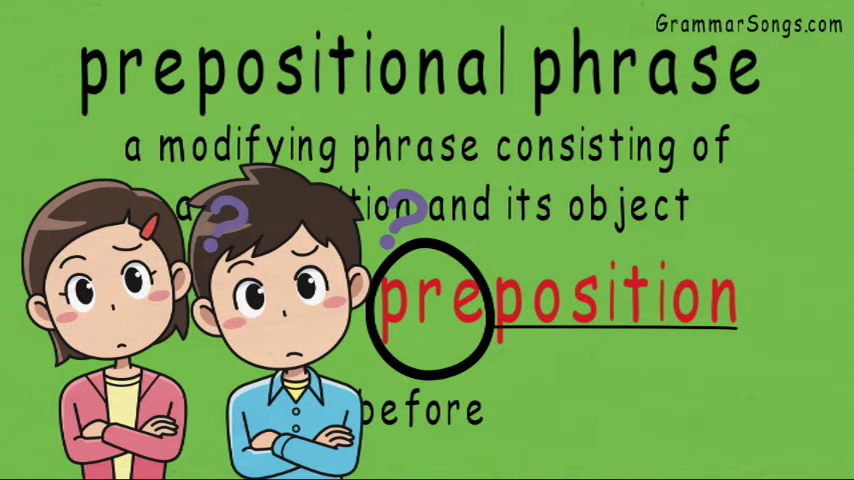 GrammarSongs.com
prepositional phrase
a modifying phrase consisting of
a and its object
preposition
before